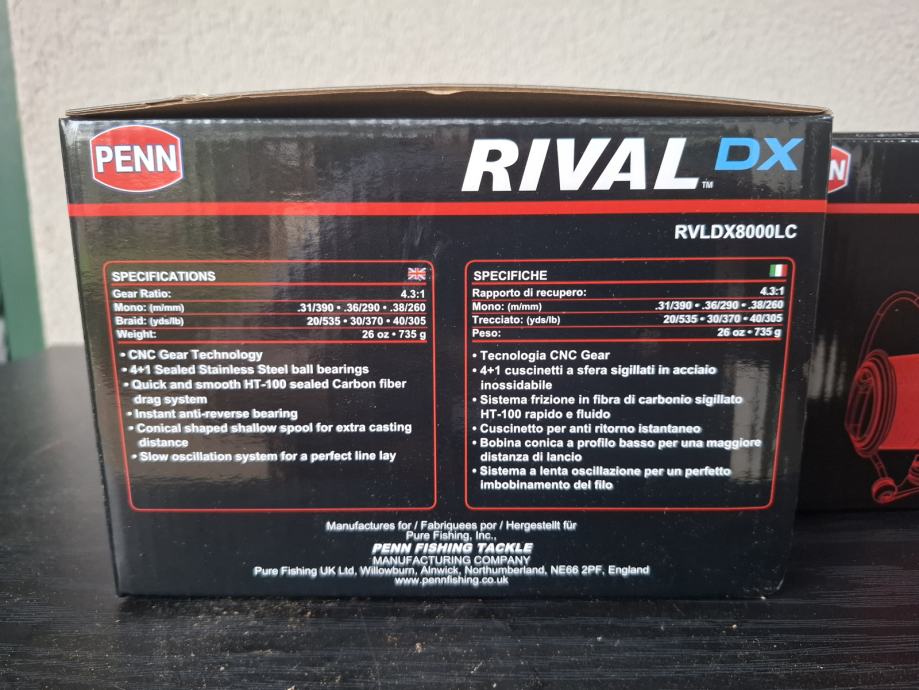 PENN
RIVAL DX
TM
N
RVLDX8000LC
SPECIFICATIONS
Gear Ratio: 4.3:1
Mono: (m/mm) .31/390 • .36/290 • .38/260
Braid: (yds/lb) 20/535 • 30/370 • 40/305
Weight: 26 oz • 735 g
• CNC Gear Technology
• 4+1 Sealed Stainless Steel ball bearings
• Quick and smooth HT-100 sealed Carbon fiber
drag system
• Instant anti-reverse bearing
• Conical shaped shallow spool for extra casting
distance
• Slow oscillation system for a perfect line lay
SPECIFICHE
Rapporto di recupero: 4.3:1
Mono: (m/mm) .31/390 • .36/290 • .38/260
Trecciato: (yds/lb) 20/535 • 30/370 • 40/305
Peso: 26 oz • 735 g
• Tecnologia CNC Gear
• 4+1 cuscinetti a sfera sigillati in acciaio
inossidabile
• Sistema frizione in fibra di carbonio sigillato
HT-100 rapido e fluido
• Cuscinetto per anti ritorno istantaneo
• Bobina conica a profilo basso per una maggiore
distanza di lancio
• Sistema a lenta oscillazione per un perfetto
imbobinamento del filo
Manufactures for / Fabriquees por / Hergestellt für
Pure Fishing, Inc.,
PENN FISHING TACKLE
MANUFACTURING COMPANY
Pure Fishing UK Ltd, Willowburn, Alnwick, Northumberland, NE66 2PF, England
www.pennfishing.co.uk